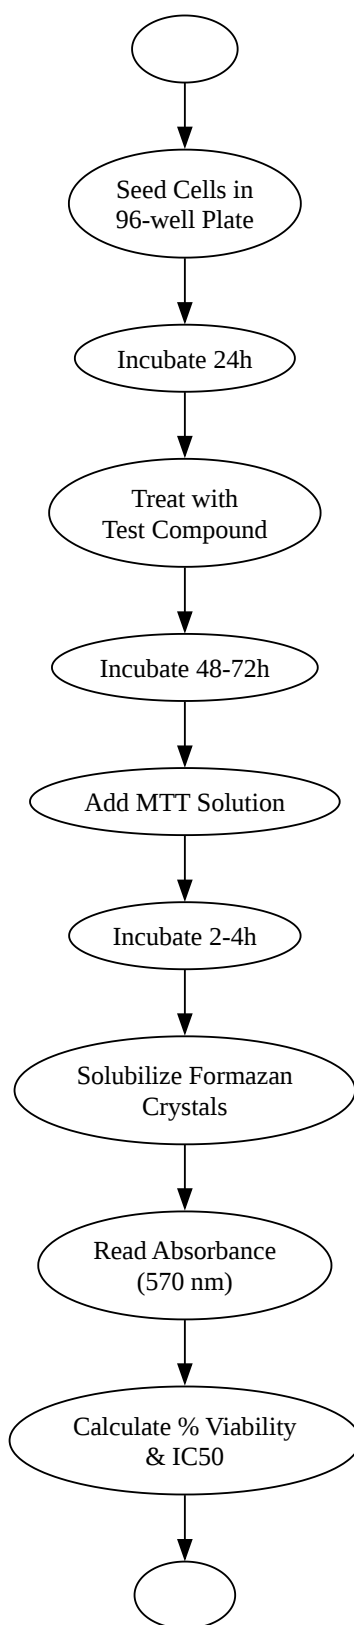 Seed Cells in
96-well Plate
Incubate 24h
Treat with
Test Compound
Incubate 48-72h
Add MTT Solution
Incubate 2-4h
Solubilize Formazan
Crystals
Read Absorbance
(570 nm)
Calculate % Viability
& IC50